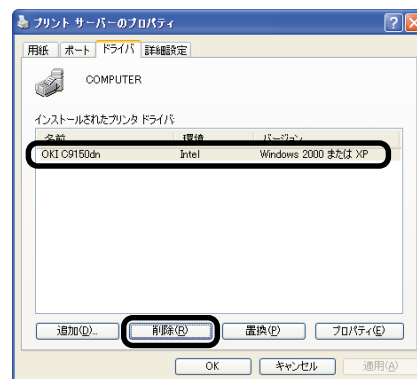 プリント サーバーのプロパティ
用紙 ポート ドライバ 詳細設定
COMPUTER
インストールされたプリンタ ドライバ:
名前 環境 バージョン
OKI C9150dn Intel Windows 2000 または XP
追加(D)... 削除(R) 置換(P) プロパティ(E)
OK キャンセル 適用(A)